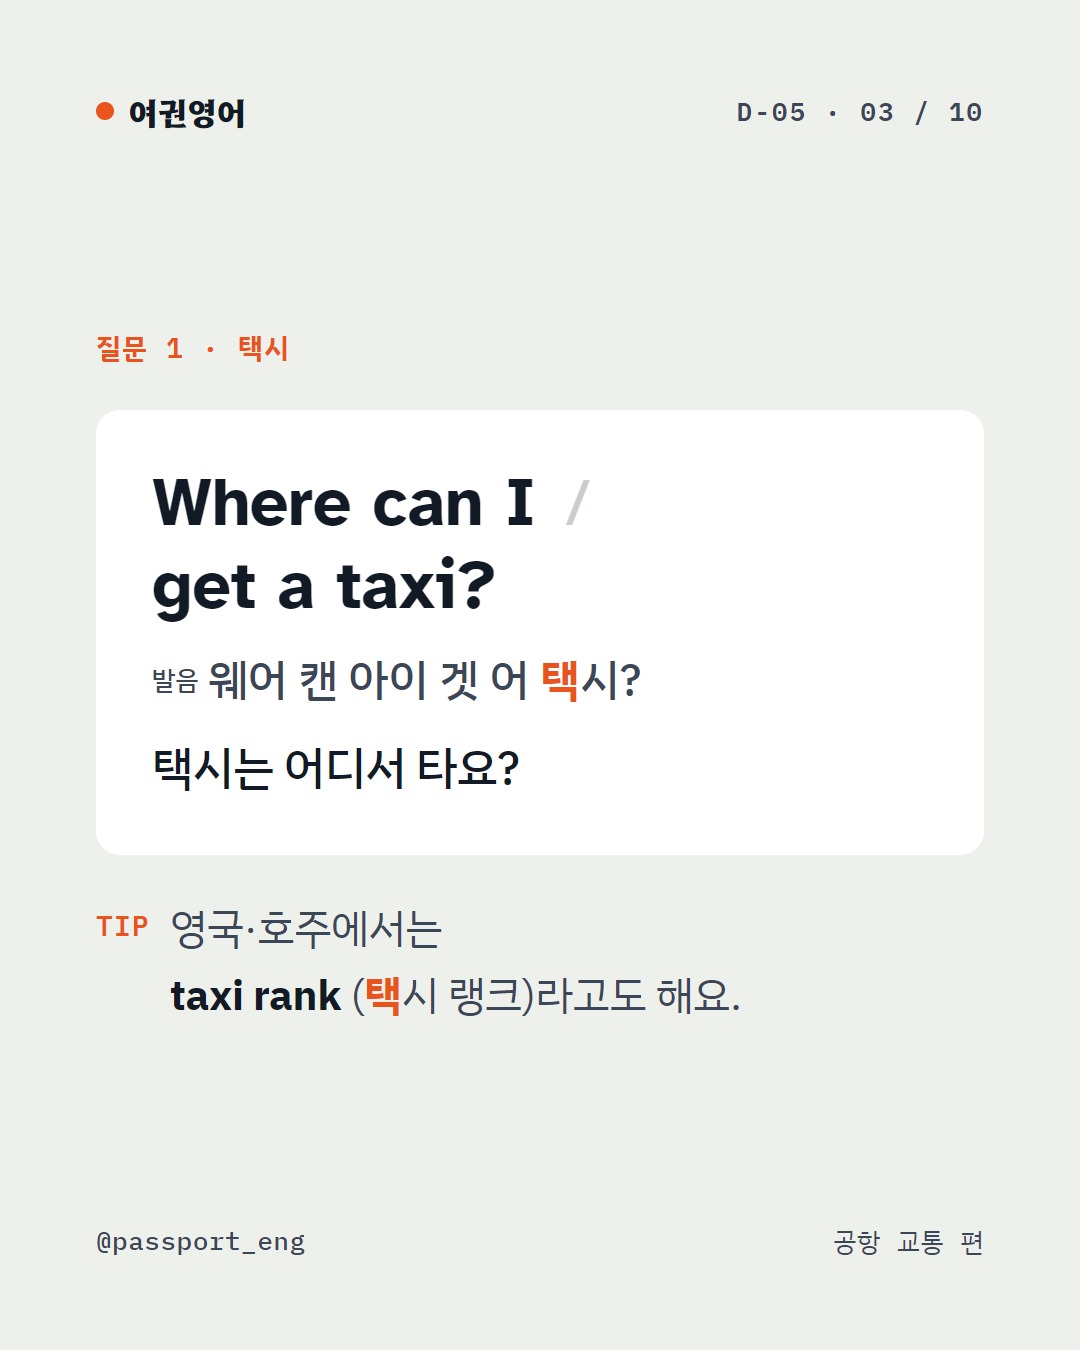 여권영어
D-05 · 03 / 10
질문 1 · 택시
Where can I /
get a taxi?
발음 웨어 캔 아이 겟 어 택시?
택시는 어디서 타요?
TIP 영국·호주에서는
taxi rank (택시 랭크)라고도 해요.
@passport_eng
공항 교통 편